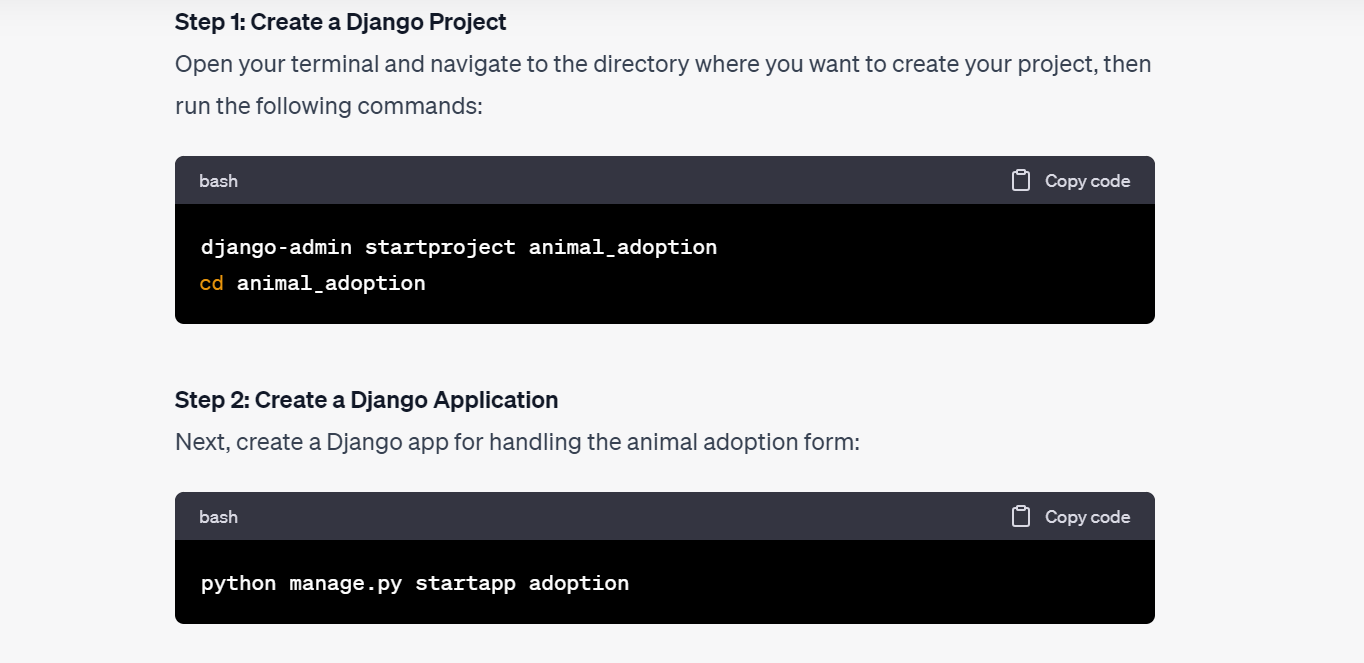 Step 1: Create a Django Project
Open your terminal and navigate to the directory where you want to create your project, then
run the following commands:
bash
Copy code
django-admin startproject animal_adoption
cd animal_adoption
Step 2: Create a Django Application
Next, create a Django app for handling the animal adoption form:
bash
Copy code
python manage.py startapp adoption